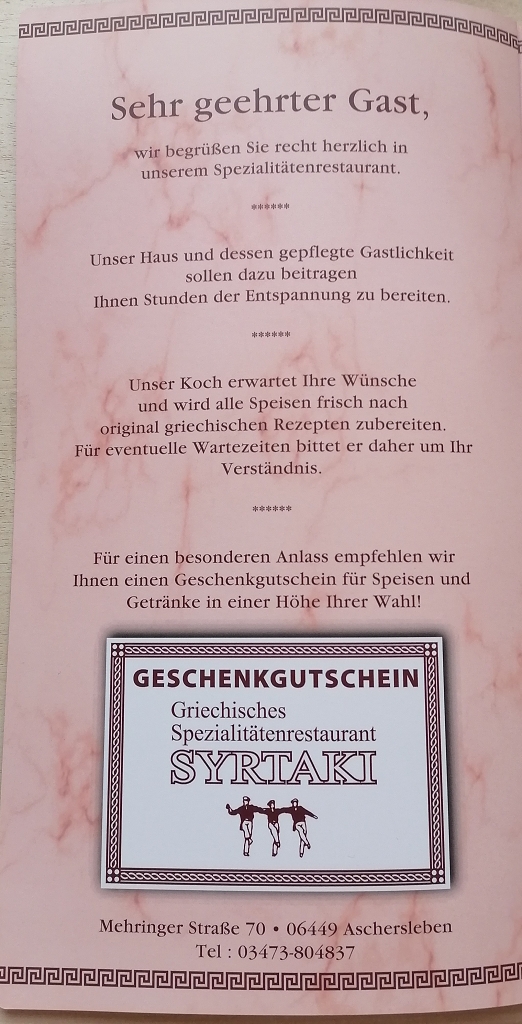 Sehr geehrter Gast,
wir begrüßen Sie recht herzlich in
unserem Spezialitätenrestaurant.
******
Unser Haus und dessen gepflegte Gastlichkeit
sollen dazu beitragen
Ihnen Stunden der Entspannung zu bereiten.
******
Unser Koch erwartet Ihre Wünsche
und wird alle Speisen frisch nach
original griechischen Rezepten zubereiten.
Für eventuelle Wartezeiten bittet er daher um Ihr
Verständnis.
******
Für einen besonderen Anlass empfehlen wir
Ihnen einen Geschenkgutschein für Speisen und
Getränke in einer Höhe Ihrer Wahl!
GESCHENKGUTSCHEIN
Griechisches
Spezialitätenrestaurant
SYRTAKI
Mehringer Straße 70 • 06449 Aschersleben
Tel : 03473-804837